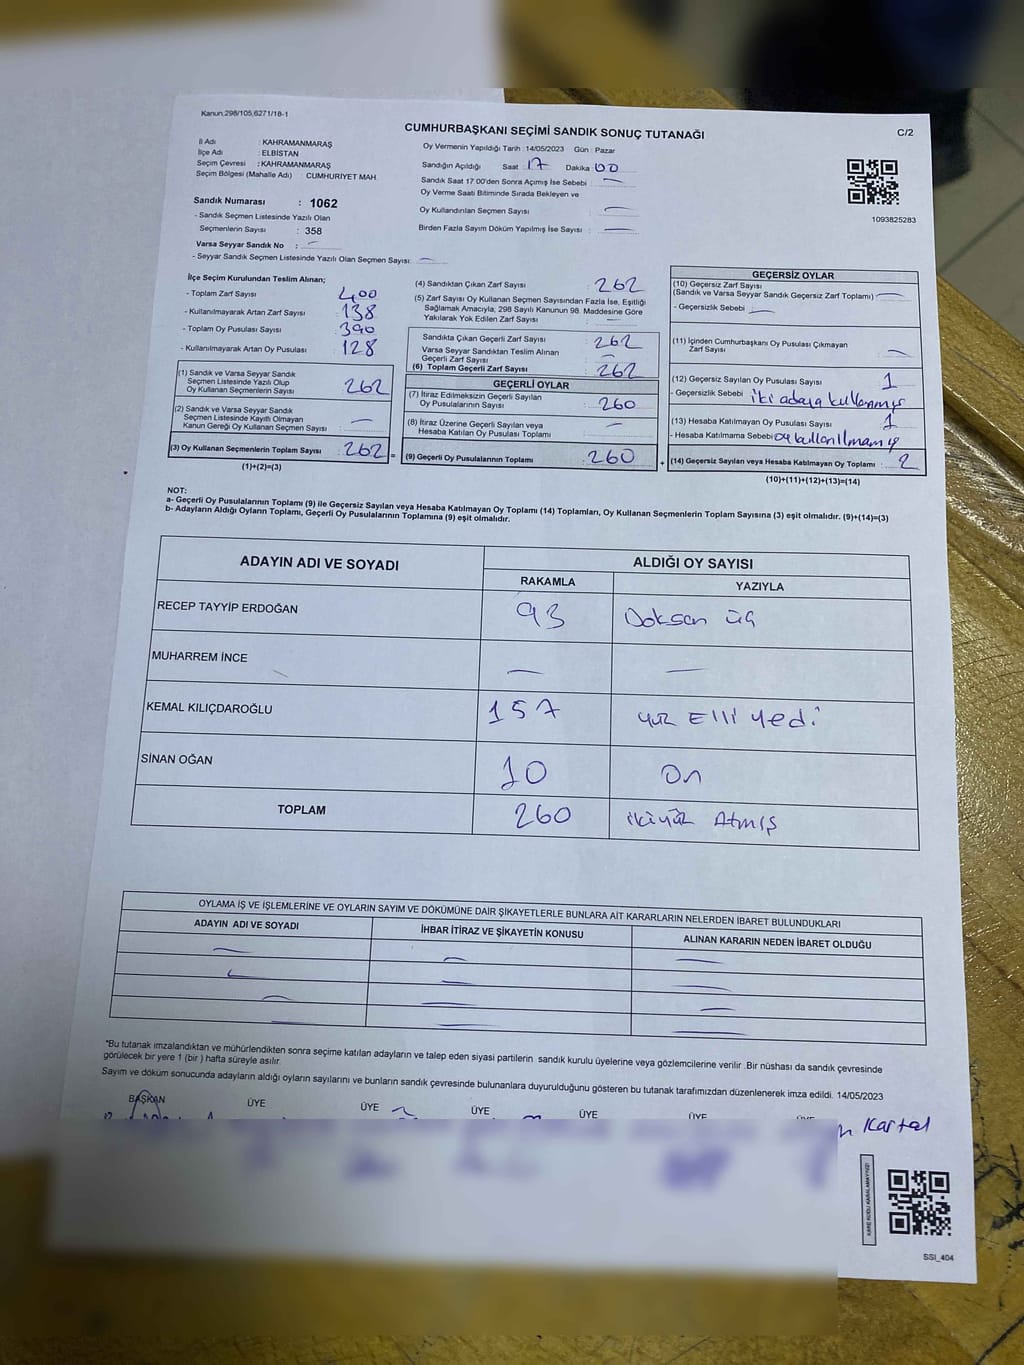 Kanun,298/105,6271/18-1
CUMHURBAŞKANI SEÇİMİ SANDIK SONUÇ TUTANAĞI
C/2
İl Adı : KAHRAMANMARAŞ
İlçe Adı : ELBİSTAN
Seçim Çevresi : KAHRAMANMARAŞ
Seçim Bölgesi (Mahalle Adı) : CUMHURİYET MAH.
Sandık Numarası : 1062
- Sandık Seçmen Listesinde Yazılı Olan
Seçmenlerin Sayısı : 358
Varsa Seyyar Sandık No : —
- Seyyar Sandık Seçmen Listesinde Yazılı Olan Seçmen Sayısı: —
Oy Vermenin Yapıldığı Tarih : 14/05/2023 Gün : Pazar
Sandığın Açıldığı Saat : 17 Dakika : 00
Sandık Saat 17.00'den Sonra Açımış İse Sebebi : —
Oy Verme Saati Bitiminde Sırada Bekleyen ve
Oy Kullandırılan Seçmen Sayısı : —
Birden Fazla Sayım Döküm Yapılmış İse Sayısı : —
1093825283
İlçe Seçim Kurulundan Teslim Alınan;
- Toplam Zarf Sayısı : 400
- Kullanılmayarak Artan Zarf Sayısı : 138
- Toplam Oy Pusulası Sayısı : 390
- Kullanılmayarak Artan Oy Pusulası : 128
(1) Sandık ve Varsa Seyyar Sandık
Seçmen Listesinde Yazılı Olup
Oy Kullanan Seçmenlerin Sayısı : 262
(2) Sandık ve Varsa Seyyar Sandık
Seçmen Listesinde Kayıtlı Olmayan
Kanun Gereği Oy Kullanan Seçmen Sayısı : —
(3) Oy Kullanan Seçmenlerin Toplam Sayısı : 262 =
(1)+(2)=(3)
(4) Sandıktan Çıkan Zarf Sayısı : 262
(5) Zarf Sayısı Oy Kullanan Seçmen Sayısından Fazla İse, Eşitliği
Sağlamak Amacıyla, 298 Sayılı Kanunun 98. Maddesine Göre
Yakılarak Yok Edilen Zarf Sayısı : —
Sandıkta Çıkan Geçerli Zarf Sayısı : 262
Varsa Seyyar Sandıktan Teslim Alınan
Geçerli Zarf Sayısı : —
(6) Toplam Geçerli Zarf Sayısı : 262
GEÇERLİ OYLAR
(7) İtiraz Edilmeksizin Geçerli Sayılan
Oy Pusulalarının Sayısı : 260
(8) İtiraz Üzerine Geçerli Sayılan veya
Hesaba Katılan Oy Pusulaları Toplamı : —
(9) Geçerli Oy Pusulalarının Toplamı : 260 +
GEÇERSİZ OYLAR
(10) Geçersiz Zarf Sayısı
(Sandık ve Varsa Seyyar Sandık Geçersiz Zarf Toplamı) : —
- Geçersizlik Sebebi : —
(11) İçinden Cumhurbaşkanı Oy Pusulası Çıkmayan
Zarf Sayısı : —
(12) Geçersiz Sayılan Oy Pusulası Sayısı : 1
- Geçersizlik Sebebi : iki adaya kullanmış
(13) Hesaba Katılmayan Oy Pusulası Sayısı : 1
- Hesaba Katılmama Sebebi : oy kullanılmamış
(14) Geçersiz Sayılan veya Hesaba Katılmayan Oy Toplamı : 2
(10)+(11)+(12)+(13)=(14)
NOT:
a- Geçerli Oy Pusulalarının Toplamı (9) ile Geçersiz Sayılan veya Hesaba Katılmayan Oy Toplamı (14) Toplamları, Oy Kullanan Seçmenlerin Toplam Sayısına (3) eşit olmalıdır. (9)+(14)=(3)
b- Adayların Aldığı Oyların Toplamı, Geçerli Oy Pusulalarının Toplamına (9) eşit olmalıdır.
ADAYIN ADI VE SOYADI
ALDIĞI OY SAYISI
RAKAMLA YAZIYLA
RECEP TAYYİP ERDOĞAN 93 Doksan üç
MUHARREM İNCE — —
KEMAL KILIÇDAROĞLU 157 yüz Elli yedi
SİNAN OĞAN 10 On
TOPLAM 260 ikiyüz Atmış
OYLAMA İŞ VE İŞLEMLERİNE VE OYLARIN SAYIM VE DÖKÜMÜNE DAİR ŞİKAYETLERLE BUNLARA AİT KARARLARIN NELERDEN İBARET BULUNDUKLARI
ADAYIN ADI VE SOYADI İHBAR İTİRAZ VE ŞİKAYETİN KONUSU ALINAN KARARIN NEDEN İBARET OLDUĞU
— — —
— — —
— — —
— — —
*Bu tutanak imzalandıktan ve mühürlendikten sonra seçime katılan adayların ve talep eden siyasi partilerin sandık kurulu üyelerine veya gözlemcilerine verilir .Bir nüshası da sandık çevresinde
görülecek bir yere 1 (bir ) hafta süreyle asılır.
Sayım ve döküm sonucunda adayların aldığı oyların sayılarını ve bunların sandık çevresinde bulunanlara duyurulduğunu gösteren bu tutanak tarafımızdan düzenlenerek imza edildi. 14/05/2023
BAŞKAN ÜYE ÜYE ÜYE ÜYE ÜYE ÜYE
Kartal
SSI_404